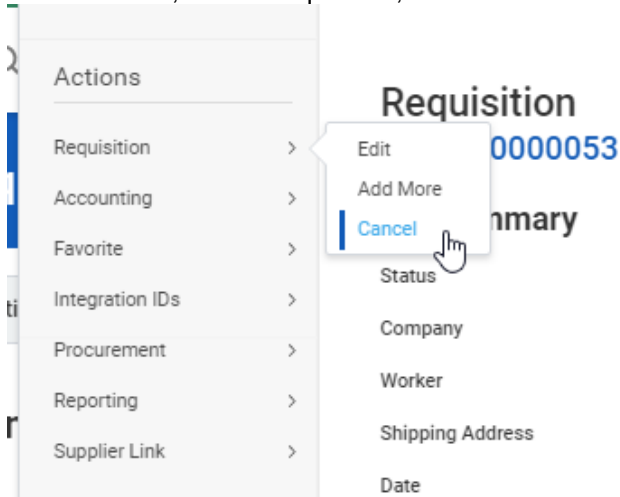 Actions
Requisition
Accounting
Favorite
Integration IDs
Procurement
Reporting
Supplier Link
Edit
Add More
Cancel
Requisition
0000053
mmary
Status
Company
Worker
Shipping Address
Date